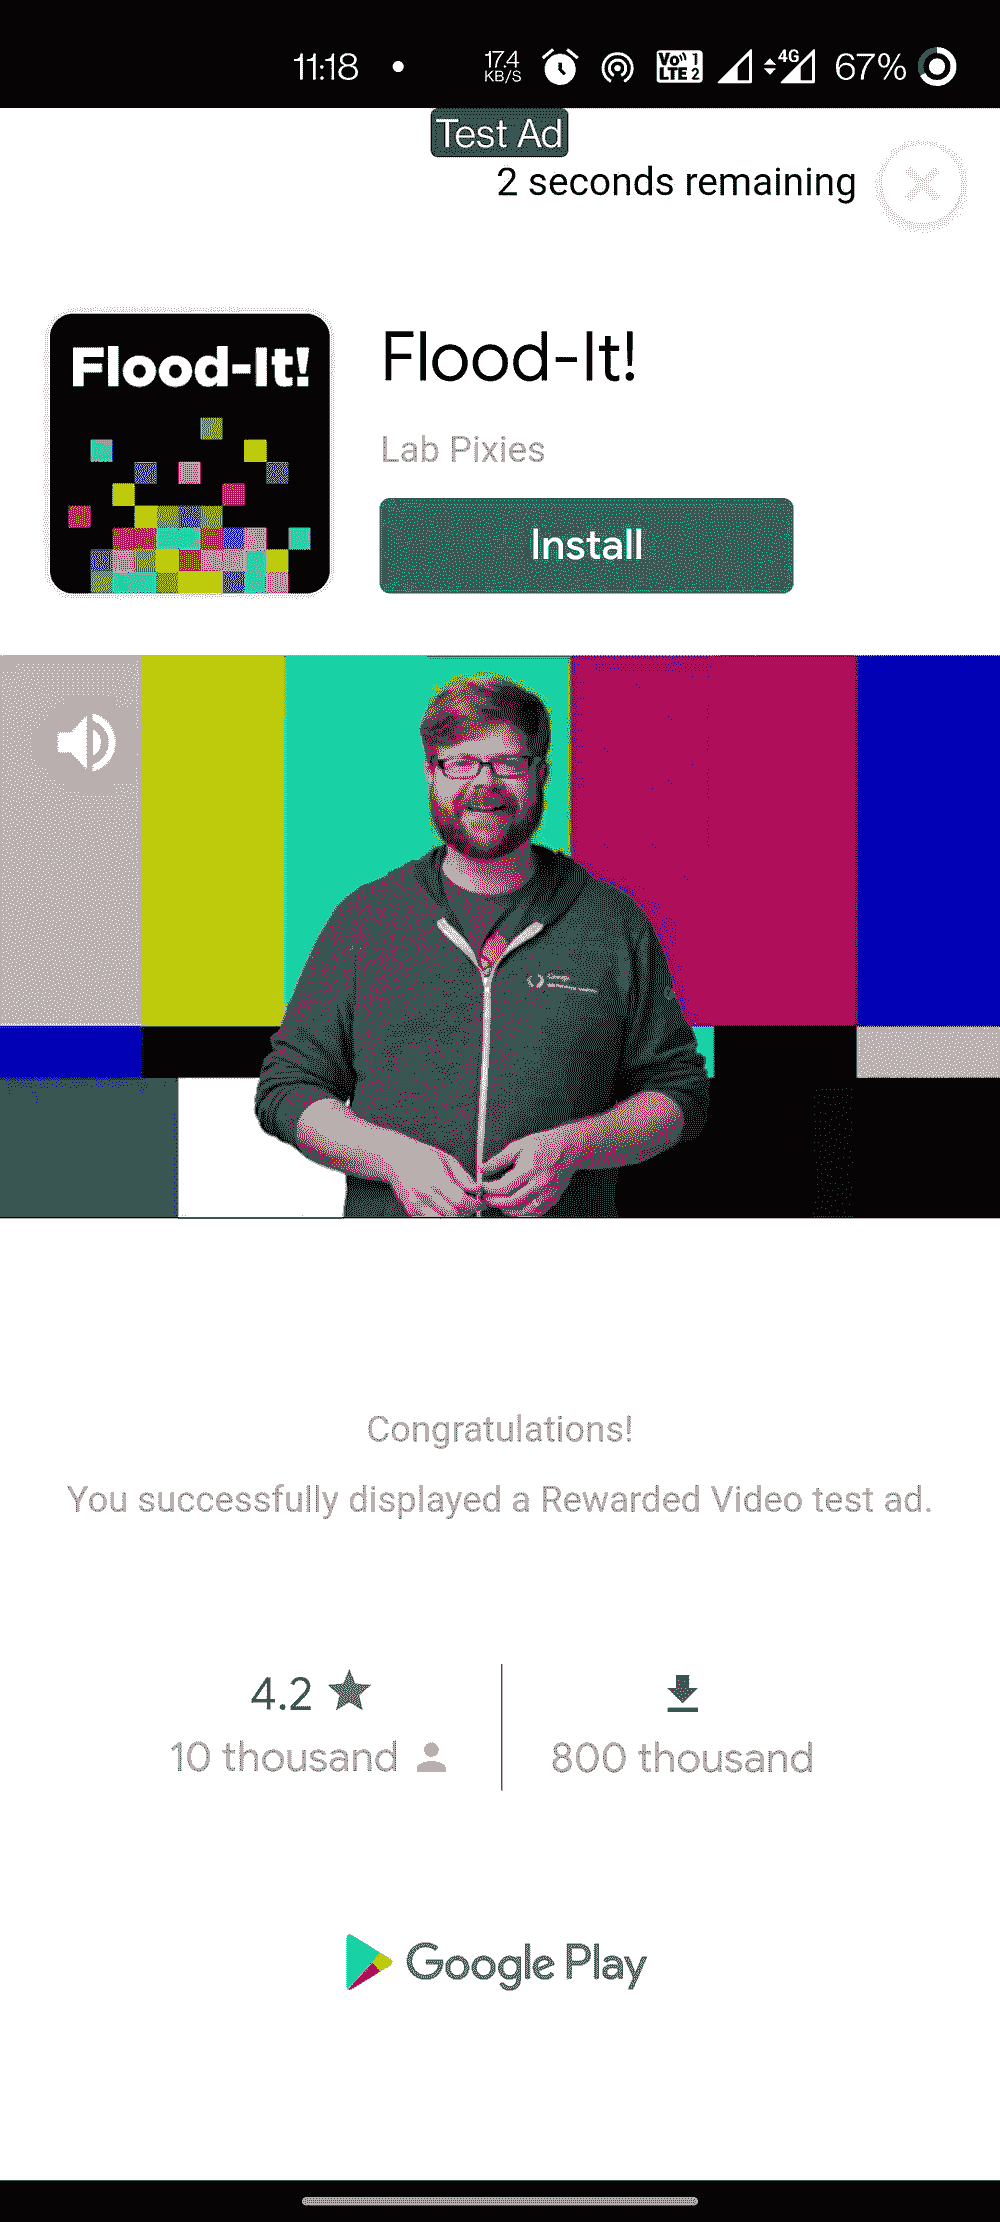 11:18
17.4
KB/S
Vo)) 1
LTE 2
4G
67%
Test Ad
2 seconds remaining
Flood-It!
Flood-It!
Lab Pixies
Install
Congratulations!
You successfully displayed a Rewarded Video test ad.
4.2
10 thousand
800 thousand
Google Play